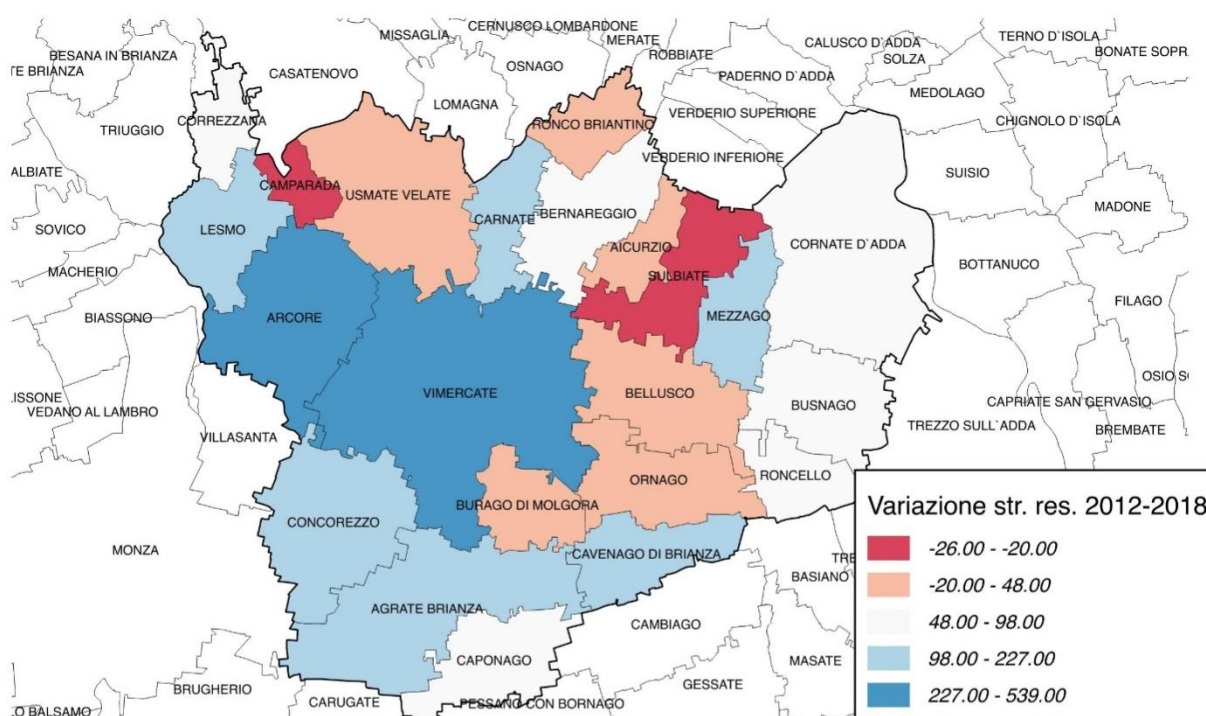 CERNUSCO LOMBARDONE
MISSAGLIA
MERATE
TERNO D`ISOLA
BESANA IN BRIANZA
ROBBIATE
CALUSCO D`ADDA
BONATE SOPR
SOLZA
TE BRIANZA
CASATENOVO
OSNAGO
PADERNO D`ADDA
LOMAGNA
MEDOLAGO
VERDERIO SUPERIORE
CORREZZANA
RONCO BRIANTINO
CHIGNOLO D`ISOLA
TRIUGGIO
VERDERIO INFERIORE
ALBIATE
SUISIO
CAMPARADA
USMATE VELATE
MADONE
CARNATE
BERNAREGGIO
SOVICO
LESMO
AICURZIO
CORNATE D`ADDA
BOTTANUCO
MACHERIO
SULBIATE
FILAGO
BIASSONO
ARCORE
MEZZAGO
OSIO SO
LISSONE
VIMERCATE
BELLUSCO
CAPRIATE SAN GERVASIO
VEDANO AL LAMBRO
BUSNAGO
VILLASANTA
TREZZO SULL`ADDA
BREMBATE
RONCELLO
ORNAGO
BURAGO DI MOLGORA
CONCOREZZO
MONZA
CAVENAGO DI BRIANZA
TRE
BASIANO
AGRATE BRIANZA
CAMBIAGO
CAPONAGO
MASATE
BRUGHERIO
GESSATE
CARUGATE
PESSANO CON BORNAGO
O BALSAMO
Variazione str. res. 2012-2018
-26.00 - -20.00
-20.00 - 48.00
48.00 - 98.00
98.00 - 227.00
227.00 - 539.00